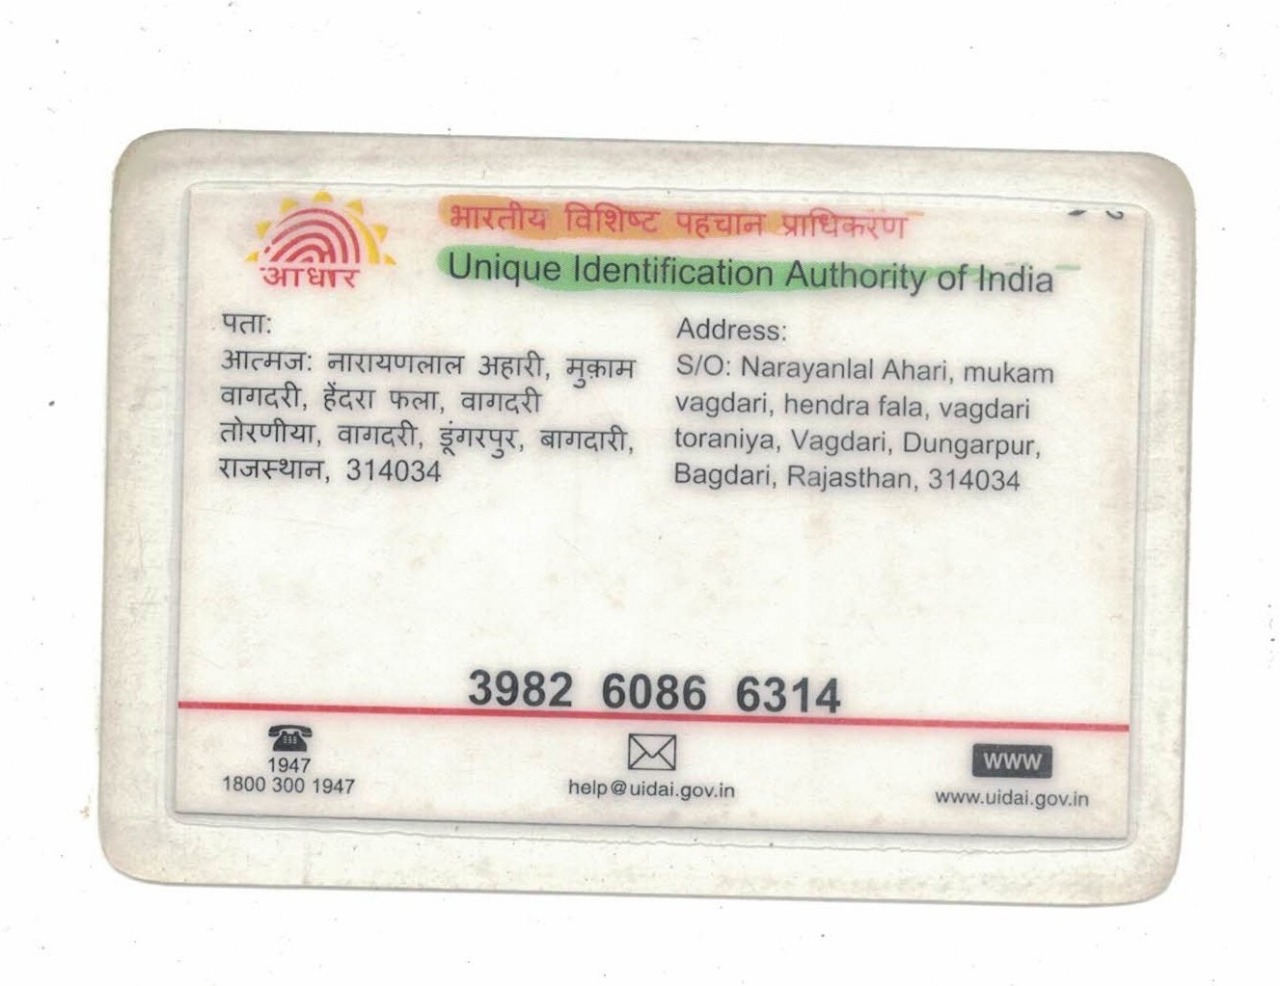 आधार
भारतीय विशिष्ट पहचान प्राधिकरण
Unique Identification Authority of India
पता:
आत्मज: नारायणलाल अहारी, मुक़ाम
वागदरी, हेंदरा फला, वागदरी
तोरणीया, वागदरी, डूंगरपुर, बागदारी,
राजस्थान, 314034
Address:
S/O: Narayanlal Ahari, mukam
vagdari, hendra fala, vagdari
toraniya, Vagdari, Dungarpur,
Bagdari, Rajasthan, 314034
3982 6086 6314
1947
1800 300 1947
help@uidai.gov.in
WWW
www.uidai.gov.in